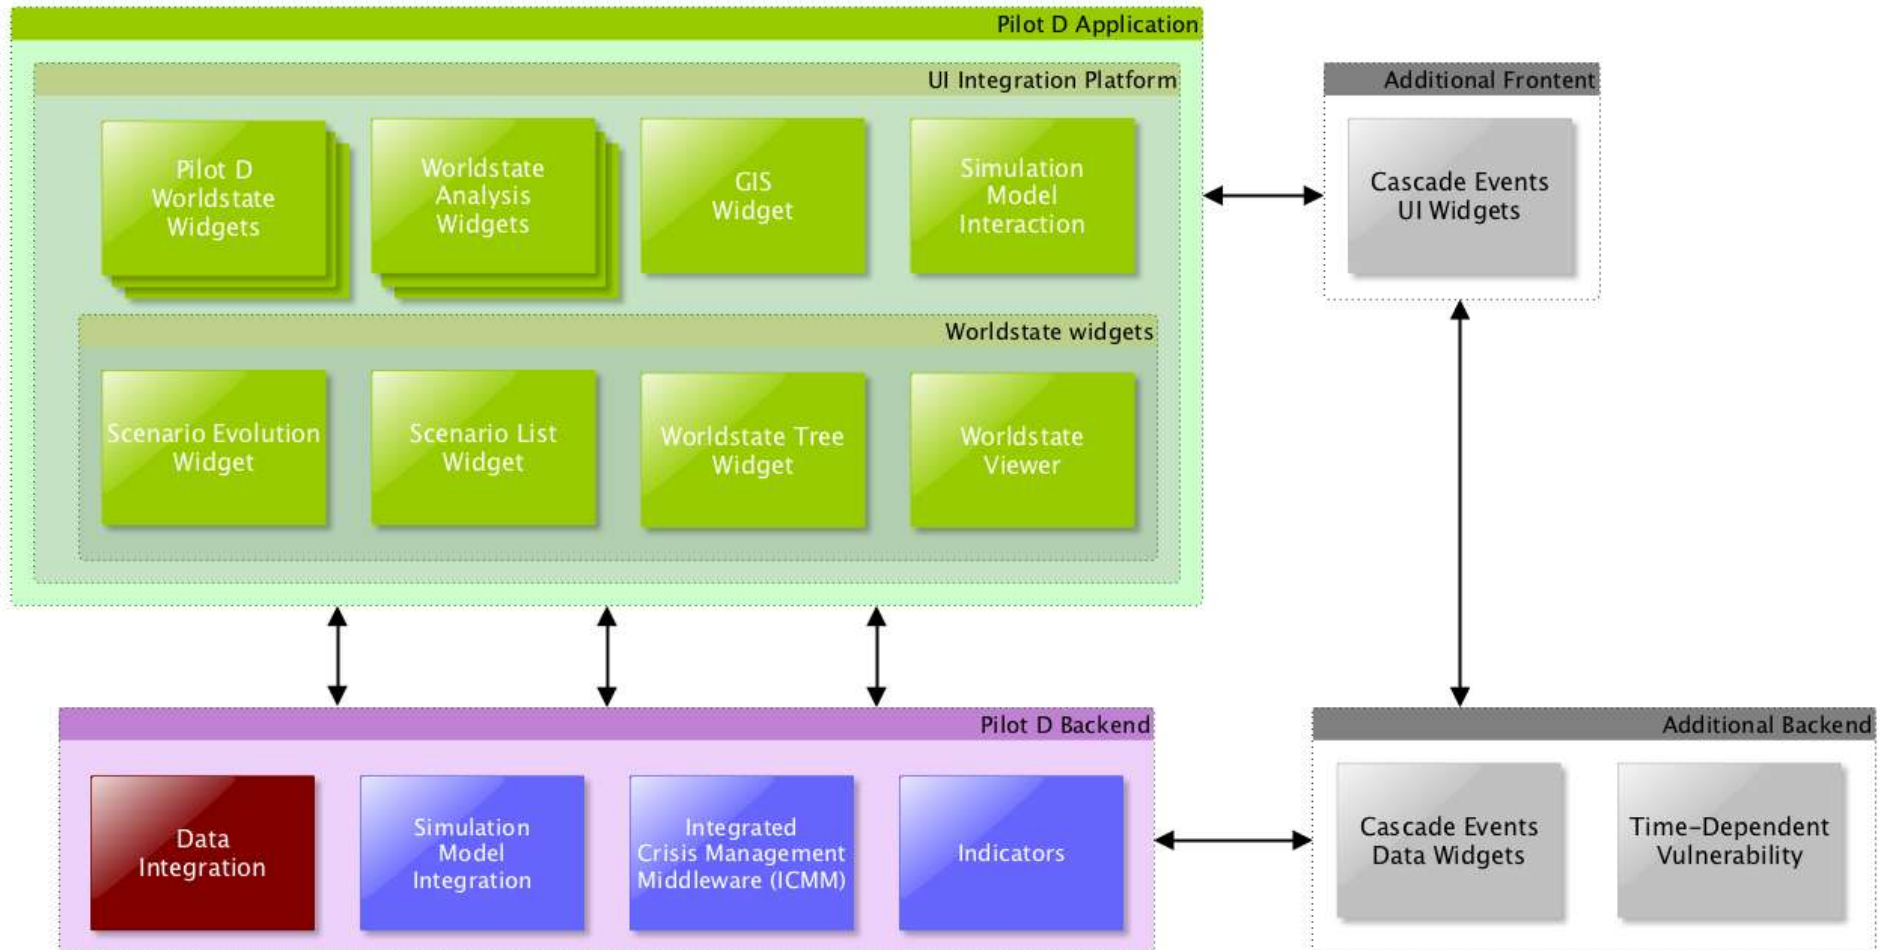 Pilot D Application
UI Integration Platform
Pilot D
Worldstate
Widgets
Worldstate
Analysis
Widgets
GIS
Widget
Simulation
Model
Interaction
Worldstate widgets
Scenario Evolution
Widget
Scenario List
Widget
Worldstate Tree
Widget
Worldstate
Viewer
Additional Frontent
Cascade Events
UI Widgets
Pilot D Backend
Data
Integration
Simulation
Model
Integration
Integrated
Crisis Management
Middleware (ICMM)
Indicators
Additional Backend
Cascade Events
Data Widgets
Time-Dependent
Vulnerability